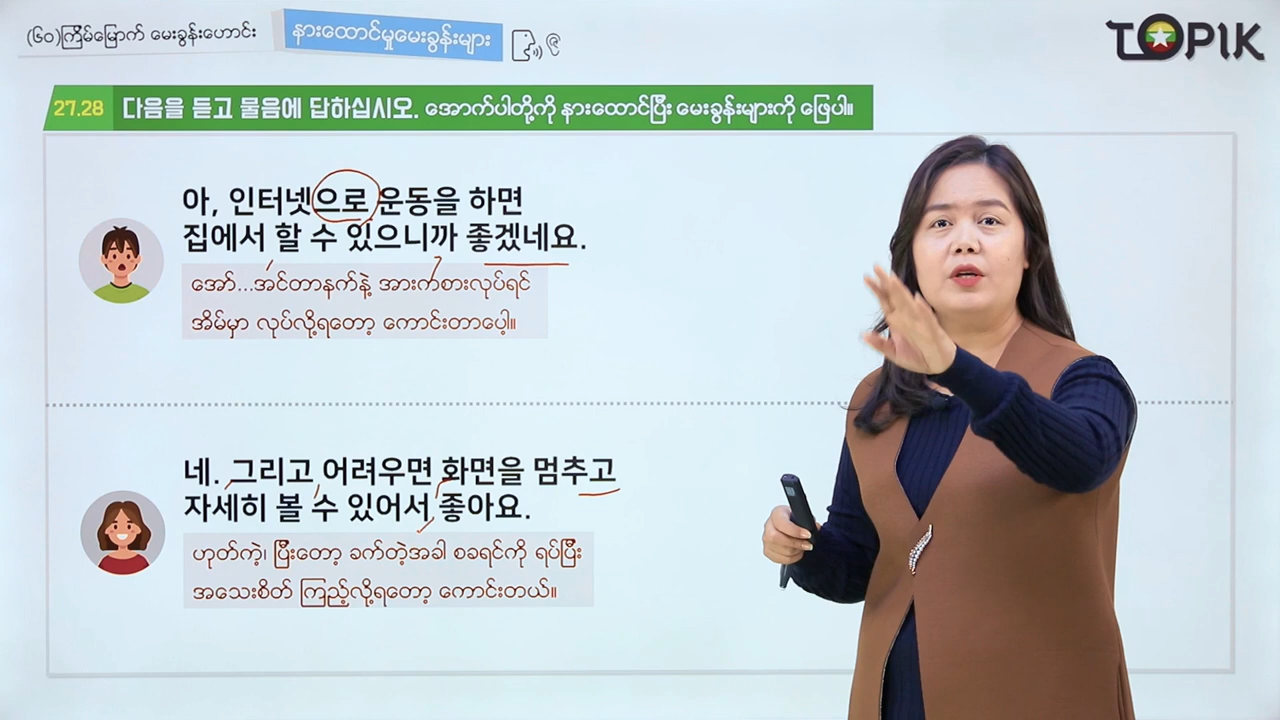 (၆၀)ကြိမ်မြောက် မေးခွန်းဟောင်း
နားထောင်မှုမေးခွန်းများ
TOPIK
27.28 다음을 듣고 물음에 답하십시오. အောက်ပါတို့ကို နားထောင်ပြီး မေးခွန်းများကို ဖြေပါ။
아, 인터넷으로 운동을 하면
집에서 할 수 있으니까 좋겠네요.
အော်...အင်တာနက်နဲ့ အားကစားလုပ်ရင်
အိမ်မှာ လုပ်လို့ရတော့ ကောင်းတာပေါ့။
네. 그리고 어려우면 화면을 멈추고
자세히 볼 수 있어서 좋아요.
ဟုတ်ကဲ့၊ ပြီးတော့ ခက်တဲ့အခါ စခရင်ကို ရပ်ပြီး
အသေးစိတ် ကြည့်လို့ရတော့ ကောင်းတယ်။